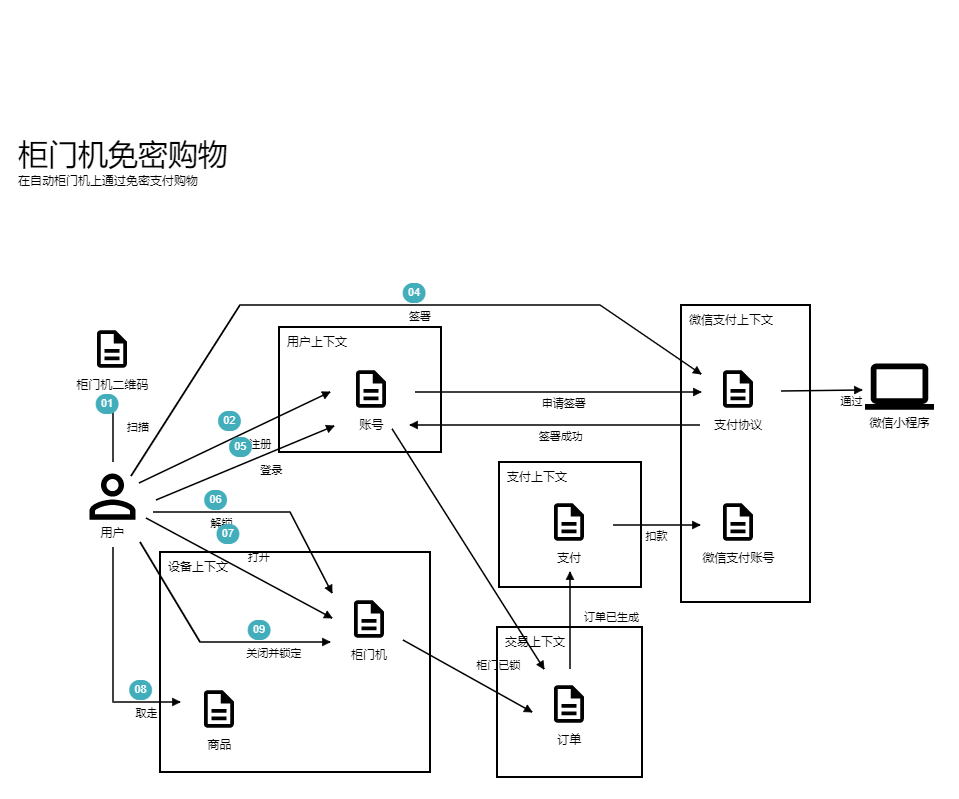 柜门机免密购物
在自动柜门机上通过免密支付购物
04
签署
微信支付上下文
用户上下文
柜门机二维码
01
扫描
02
注册
05
登录
账号
申请签署
签署成功
支付协议
通过
微信小程序
用户
06
解锁
07
打开
支付上下文
支付
扣款
微信支付账号
设备上下文
09
关闭并锁定
柜门机
订单已生成
交易上下文
柜门已锁
08
取走
商品
订单